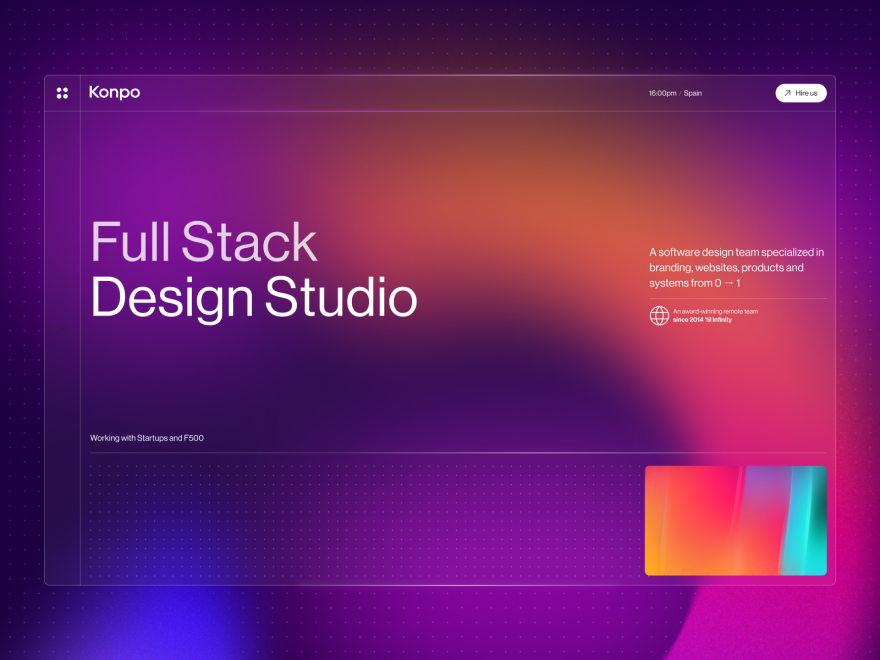 Konpo
16:00pm / Spain
Hire us
Full Stack
Design Studio
A software design team specialized in
branding, websites, products and
systems from 0 → 1
An award-winning remote team
since 2014 'til Infinity
Working with Startups and F500